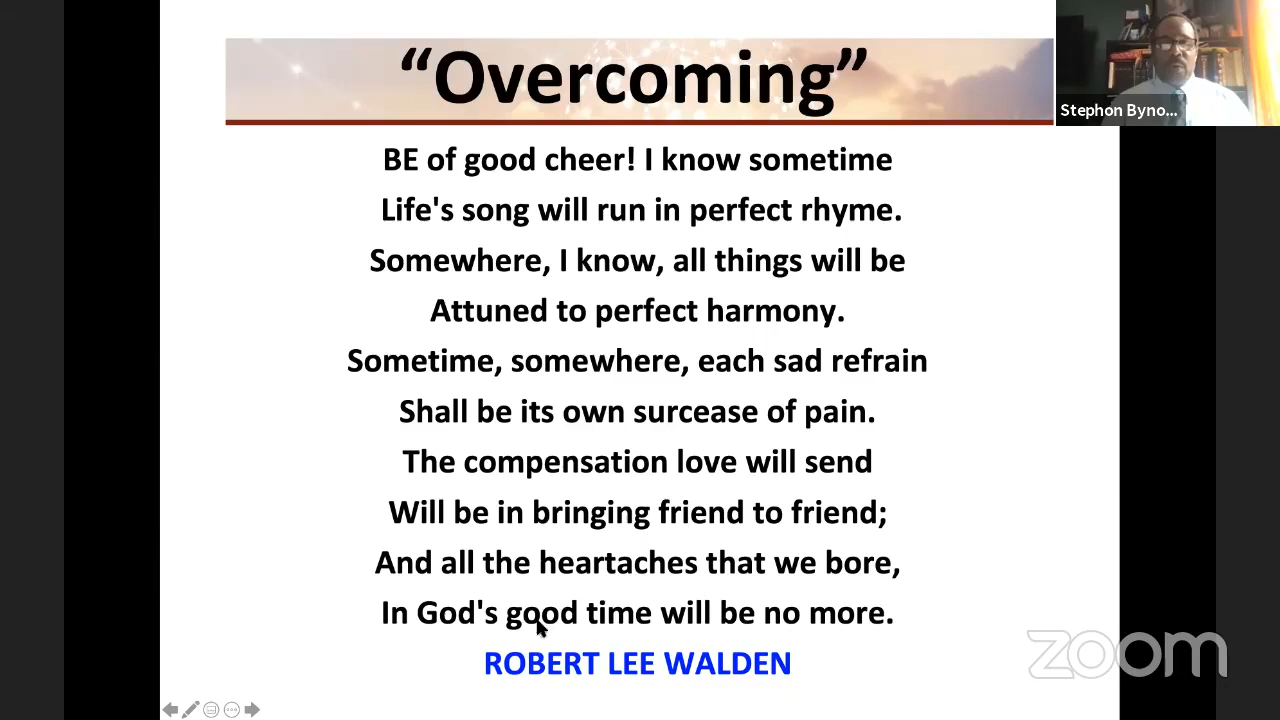 “Overcoming”
Stephon Byno...
BE of good cheer! I know sometime
Life's song will run in perfect rhyme.
Somewhere, I know, all things will be
Attuned to perfect harmony.
Sometime, somewhere, each sad refrain
Shall be its own surcease of pain.
The compensation love will send
Will be in bringing friend to friend;
And all the heartaches that we bore,
In God's good time will be no more.
ROBERT LEE WALDEN
zoom